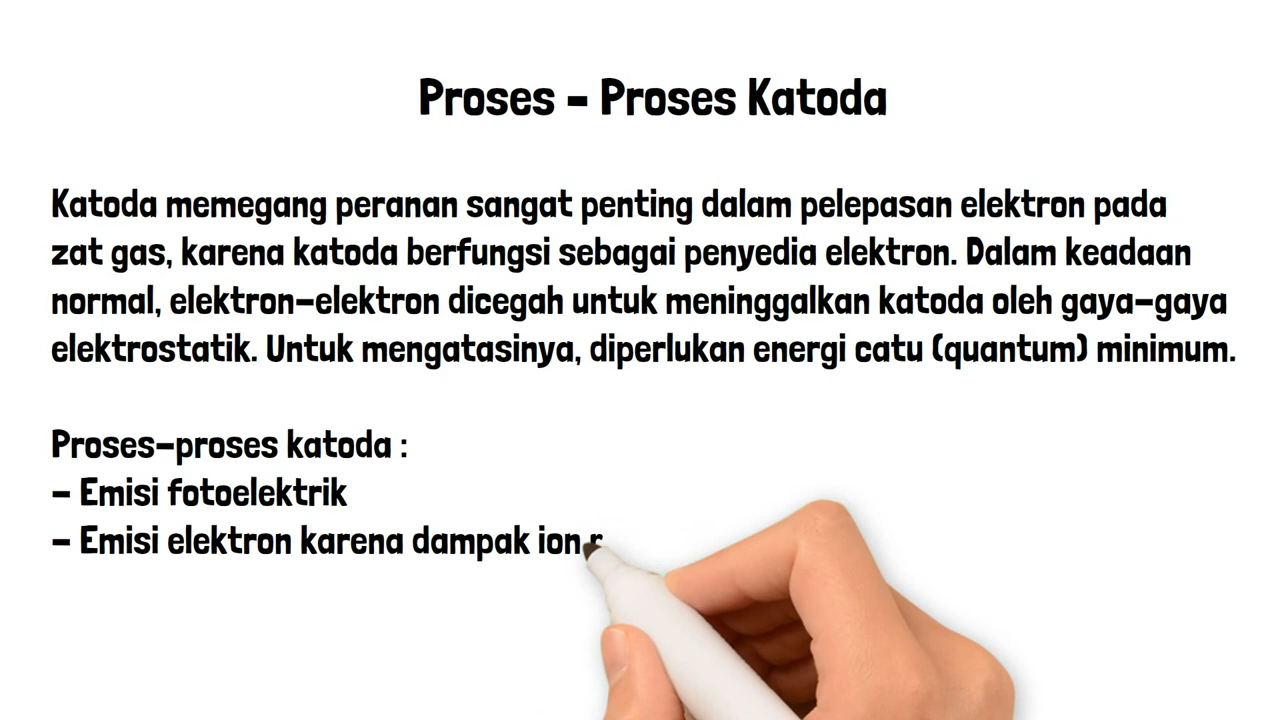 Proses - Proses Katoda
Katoda memegang peranan sangat penting dalam pelepasan elektron pada
zat gas, karena katoda berfungsi sebagai penyedia elektron. Dalam keadaan
normal, elektron-elektron dicegah untuk meninggalkan katoda oleh gaya-gaya
elektrostatik. Untuk mengatasinya, diperlukan energi catu (quantum) minimum.
Proses-proses katoda :
- Emisi fotoelektrik
- Emisi elektron karena dampak ion